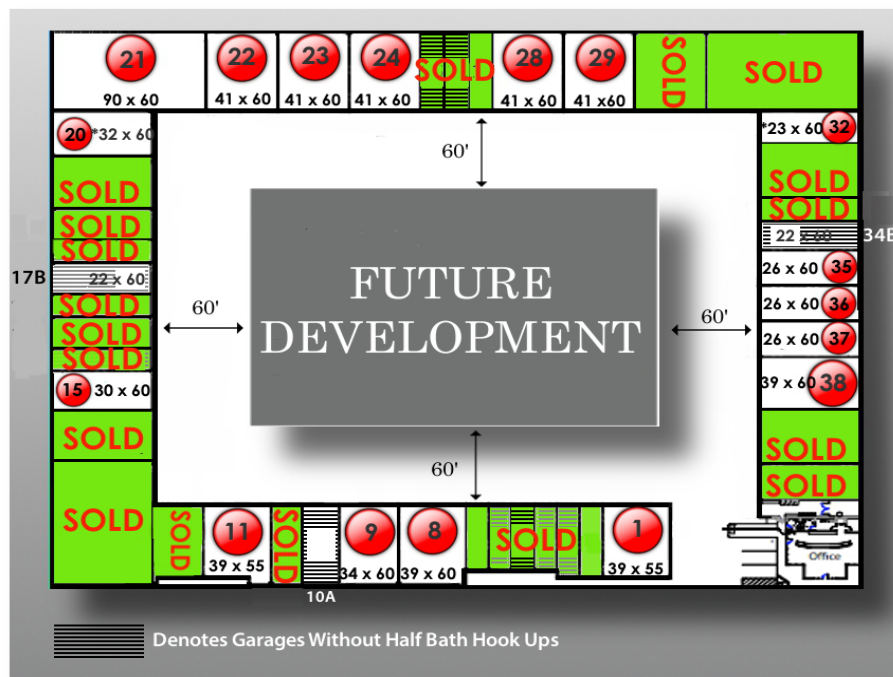 21
22
23
24
SOLD
28
29
SOLD
SOLD
90 x 60
41 x 60
41 x 60
41 x 60
41 x 60
41 x60
20 *32 x 60
*23 x 60 32
60'
SOLD
SOLD
SOLD
SOLD
SOLD
22 x 60
34B
17B
22 x 60
26 x 60 35
FUTURE
DEVELOPMENT
SOLD
26 x 60 36
60'
60'
SOLD
26 x 60 37
SOLD
15 30 x 60
39 x 60 38
SOLD
SOLD
60'
SOLD
SOLD
SOLD
11
SOLD
9
8
SOLD
1
Office
39 x 55
34 x 60
39 x 60
39 x 55
10A
Denotes Garages Without Half Bath Hook Ups